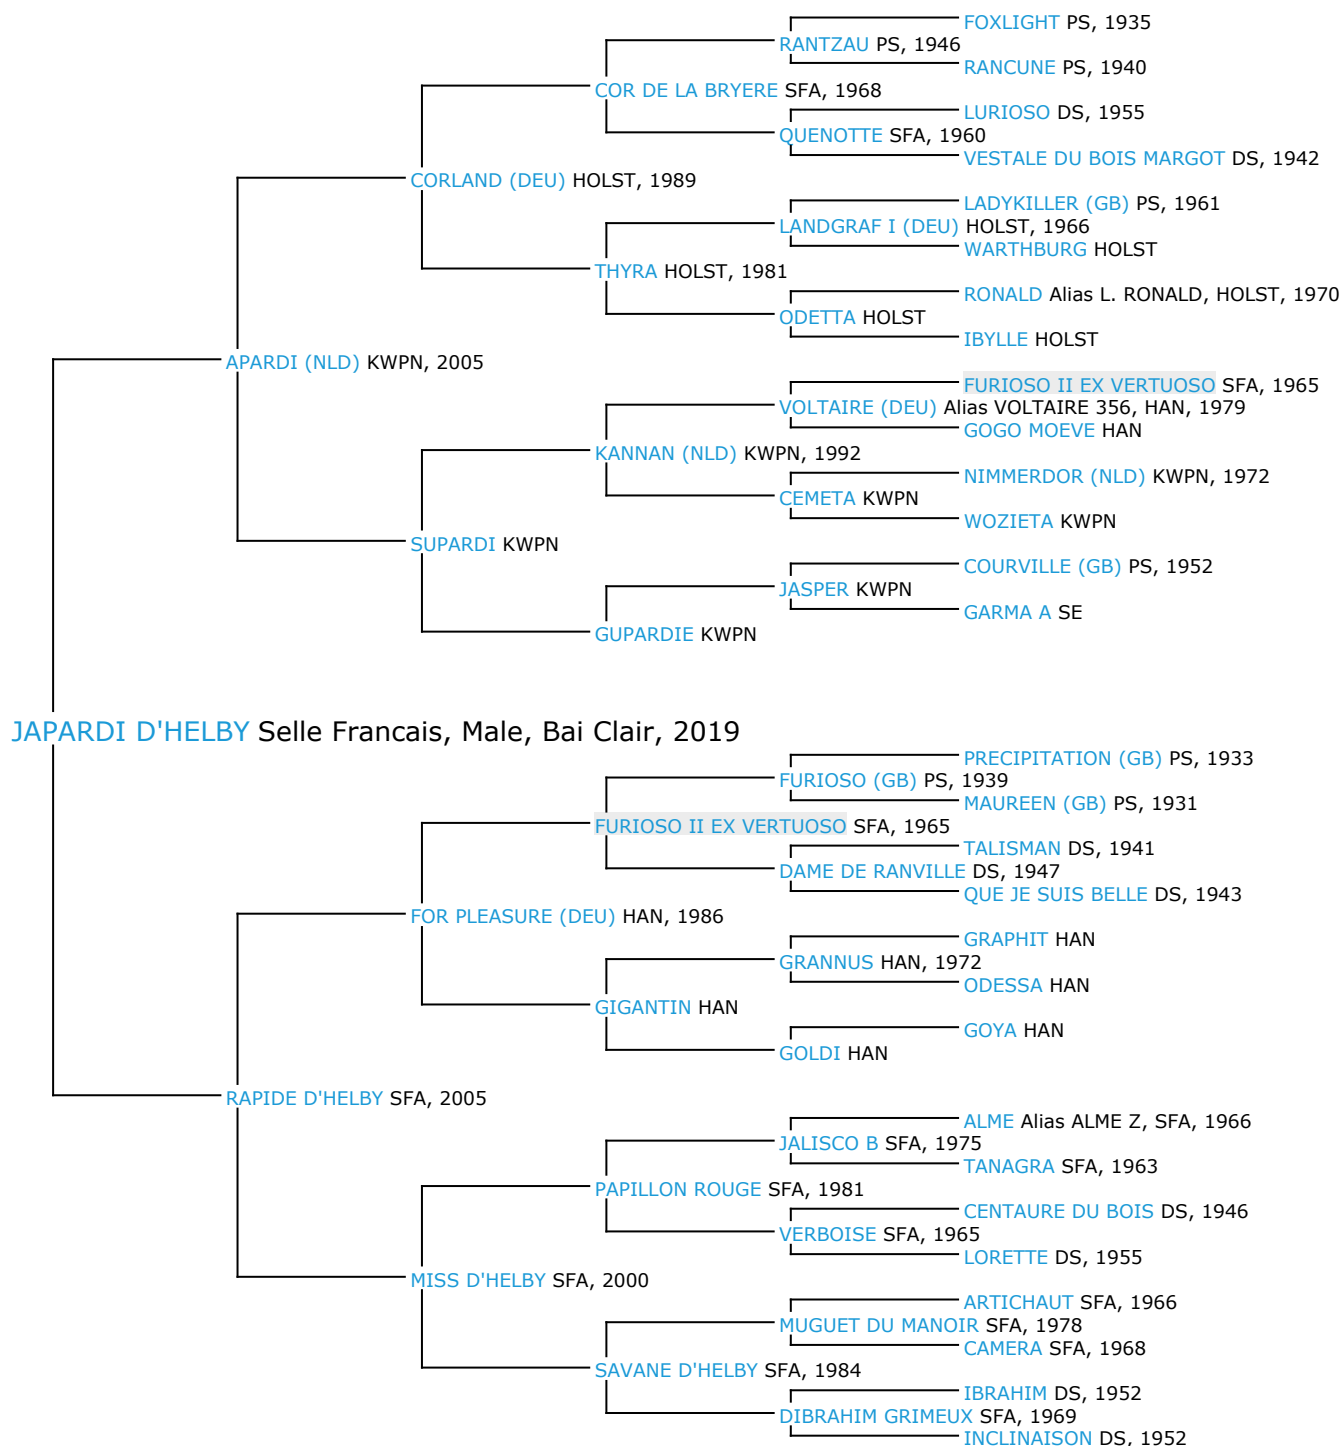 FOXLIGHT PS, 1935
RANTZAU PS, 1946
RANCUNE PS, 1940
COR DE LA BRYERE SFA, 1968
LURIOSO DS, 1955
QUENOTTE SFA, 1960
VESTALE DU BOIS MARGOT DS, 1942
CORLAND (DEU) HOLST, 1989
LADYKILLER (GB) PS, 1961
LANDGRAF I (DEU) HOLST, 1966
WARTHBURG HOLST
THYRA HOLST, 1981
RONALD Alias L. RONALD, HOLST, 1970
ODETTA HOLST
IBYLLE HOLST
APARDI (NLD) KWPN, 2005
FURIOSO II EX VERTUOSO SFA, 1965
VOLTAIRE (DEU) Alias VOLTAIRE 356, HAN, 1979
GOGO MOEVE HAN
KANNAN (NLD) KWPN, 1992
NIMMERDOR (NLD) KWPN, 1972
CEMETA KWPN
WOZIETA KWPN
SUPARDI KWPN
COURVILLE (GB) PS, 1952
JASPER KWPN
GARMA A SE
GUPARDIE KWPN
JAPARDI D'HELBY Selle Francais, Male, Bai Clair, 2019
PRECIPITATION (GB) PS, 1933
FURIOSO (GB) PS, 1939
MAUREEN (GB) PS, 1931
FURIOSO II EX VERTUOSO SFA, 1965
TALISMAN DS, 1941
DAME DE RANVILLE DS, 1947
QUE JE SUIS BELLE DS, 1943
FOR PLEASURE (DEU) HAN, 1986
GRAPHIT HAN
GRANNUS HAN, 1972
ODESSA HAN
GIGANTIN HAN
GOYA HAN
GOLDI HAN
RAPIDE D'HELBY SFA, 2005
ALME Alias ALME Z, SFA, 1966
JALISCO B SFA, 1975
TANAGRA SFA, 1963
PAPILLON ROUGE SFA, 1981
CENTAURE DU BOIS DS, 1946
VERBOISE SFA, 1965
LORETTE DS, 1955
MISS D'HELBY SFA, 2000
ARTICHAUT SFA, 1966
MUGUET DU MANOIR SFA, 1978
CAMERA SFA, 1968
SAVANE D'HELBY SFA, 1984
IBRAHIM DS, 1952
DIBRAHIM GRIMEUX SFA, 1969
INCLINAISON DS, 1952